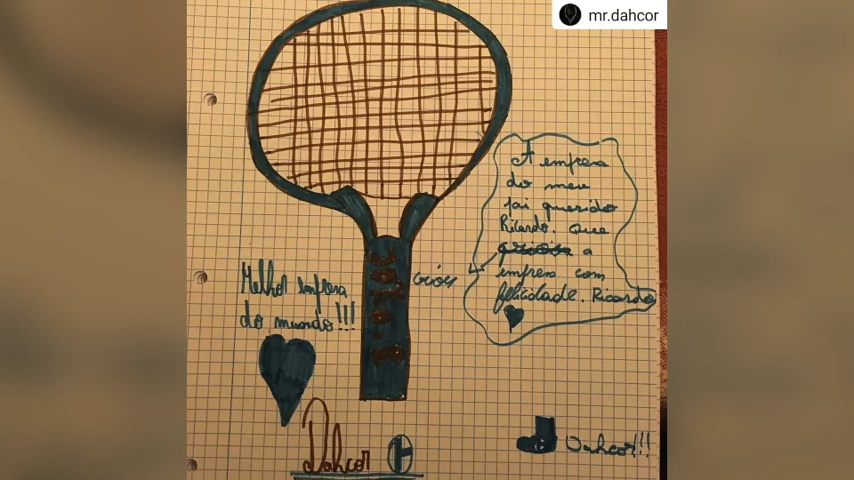 mr.dahcor
A empresa
do meu
pai querido
Ricardo. Que
a
empresa com
felicidade. Ricardo
Melhor empresa
do mundo!!!
Dahcor
Dahcor!!